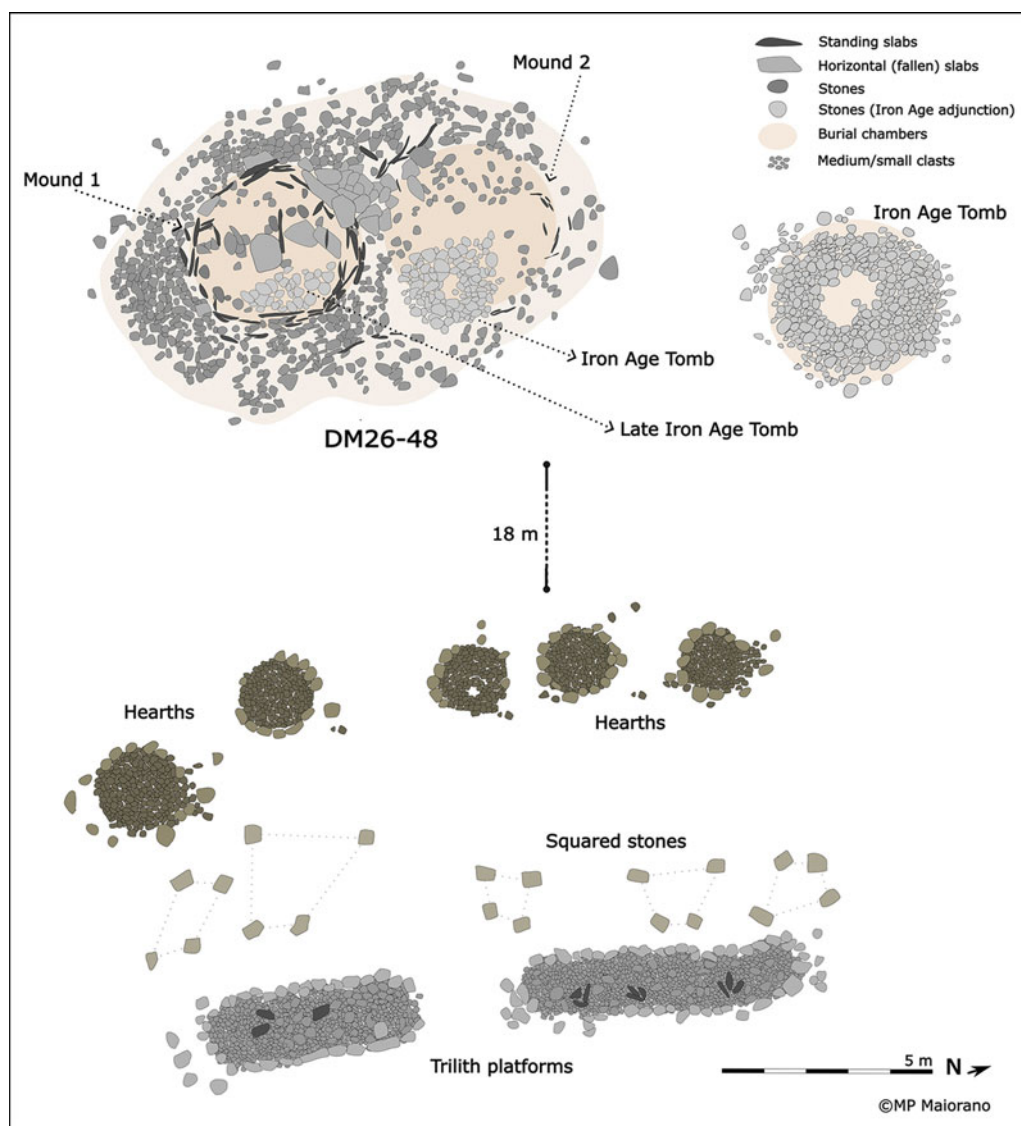 Mound 2
Standing slabs
Horizontal (fallen) slabs
Stones
Stones (Iron Age adjunction)
Burial chambers
Medium/small clasts
Mound 1
Iron Age Tomb
Iron Age Tomb
Late Iron Age Tomb
DM26-48
18 m
Hearths
Hearths
Squared stones
Trilith platforms
5 m
N
©MP Maiorano